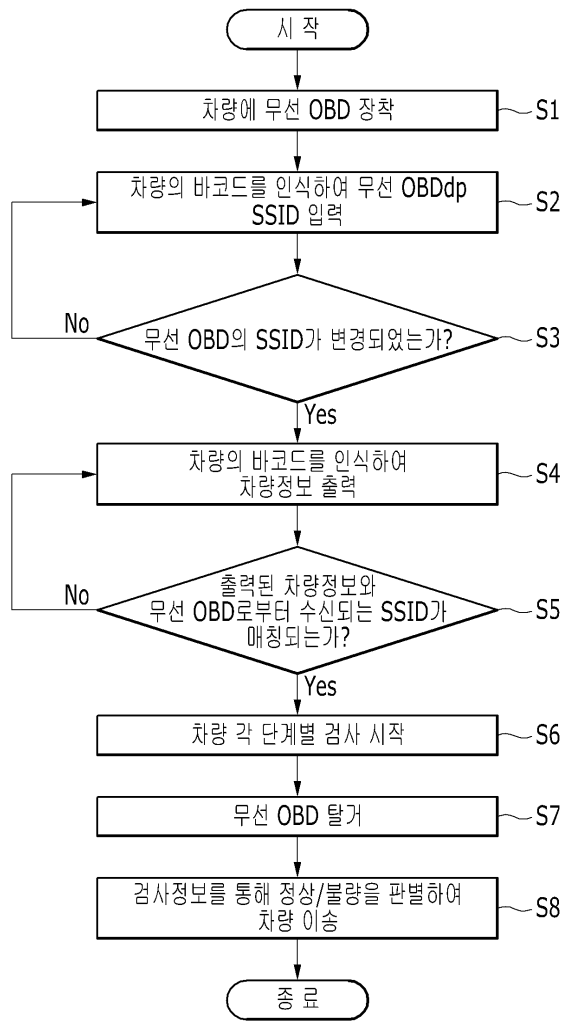 시 작
차량에 무선 OBD 장착
S1
차량의 바코드를 인식하여 무선 OBDdp
SSID 입력
S2
무선 OBD의 SSID가 변경되었는가?
S3
No
Yes
차량의 바코드를 인식하여
차량정보 출력
S4
출력된 차량정보와
무선 OBD로부터 수신되는 SSID가
매칭되는가?
S5
No
Yes
차량 각 단계별 검사 시작
S6
무선 OBD 탈거
S7
검사정보를 통해 정상/불량을 판별하여
차량 이송
S8
종 료